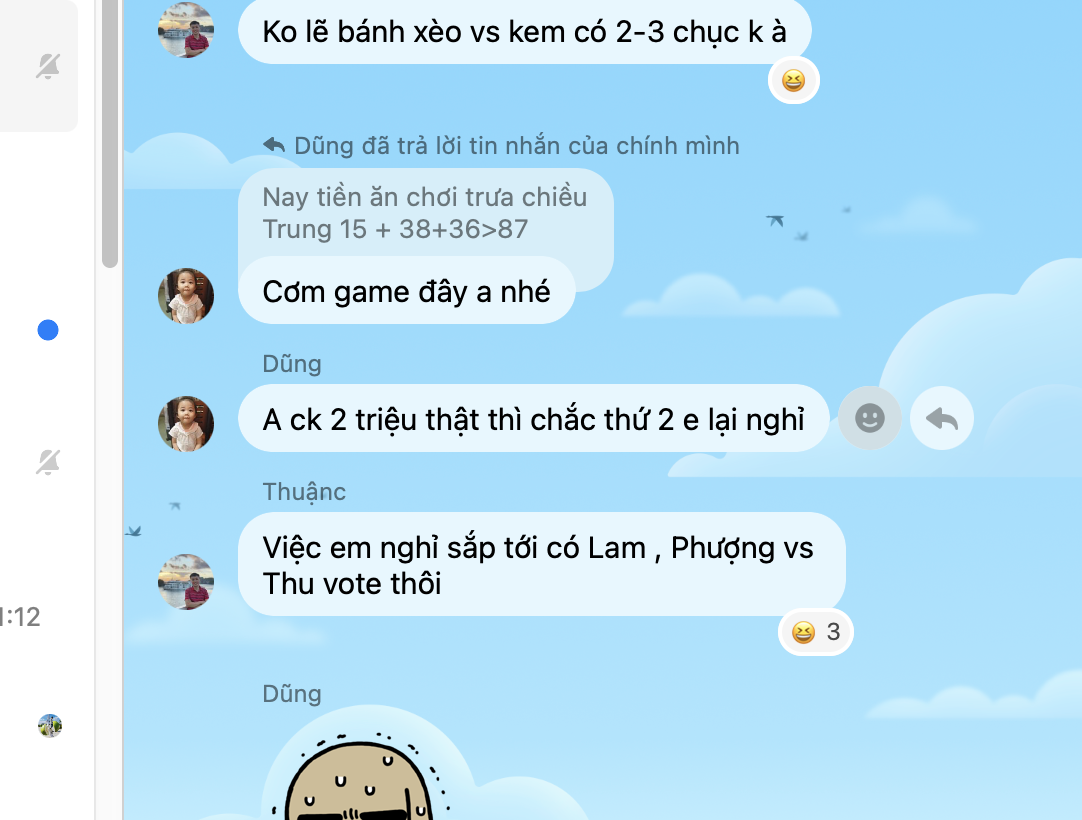 Ko lẽ bánh xèo vs kem có 2-3 chục k à
Dũng đã trả lời tin nhắn của chính mình
Nay tiền ăn chơi trưa chiều
Trung 15 + 38+36>87
Cơm game đây a nhé
Dũng
A ck 2 triệu thật thì chắc thứ 2 e lại nghỉ
Thuậnc
Việc em nghỉ sắp tới có Lam , Phượng vs
Thu vote thôi
3
:12
Dũng